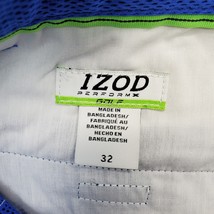 IZOD
PERFORMX
GOLF
MADE IN
BANGLADESH/
FABRIQUÉ AU
BANGLADESH/
HECHO EN
BANGLADESH
32